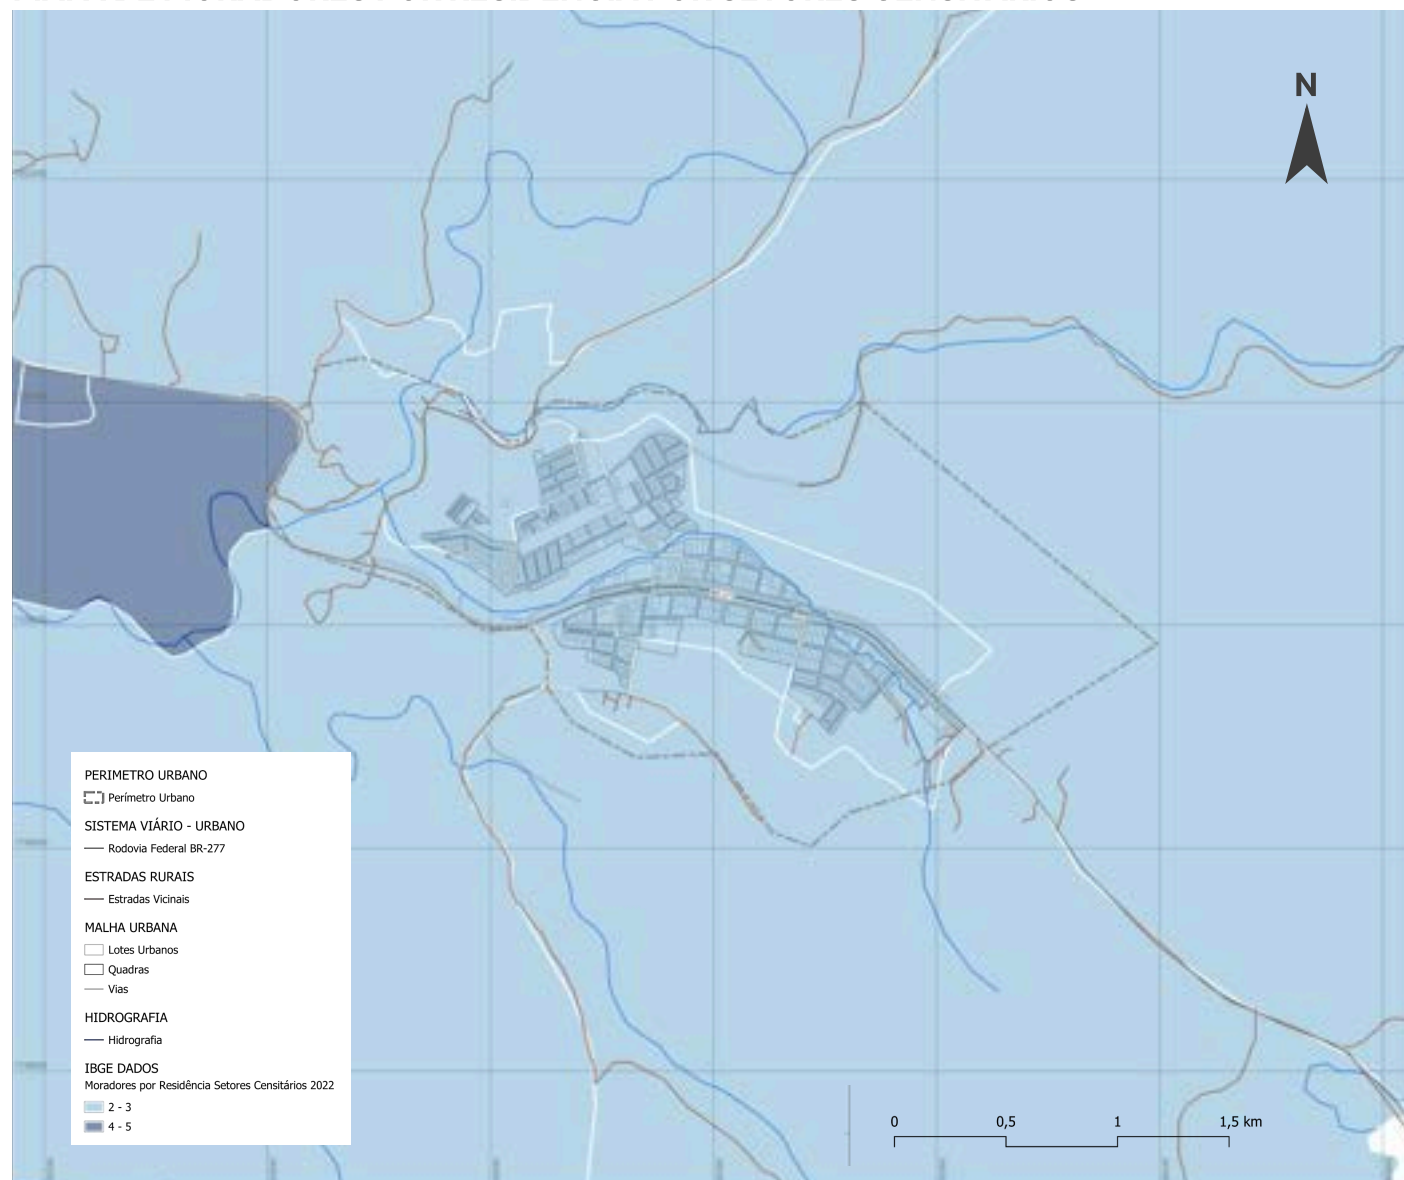 N
PERIMETRO URBANO
Perímetro Urbano
SISTEMA VIÁRIO - URBANO
Rodovia Federal BR-277
ESTRADAS RURAIS
Estradas Vicinais
MALHA URBANA
Lotes Urbanos
Quadras
Vias
HIDROGRAFIA
Hidrografia
IBGE DADOS
Moradores por Residência Setores Censitários 2022
2 - 3
4 - 5
0 0,5 1 1,5 km